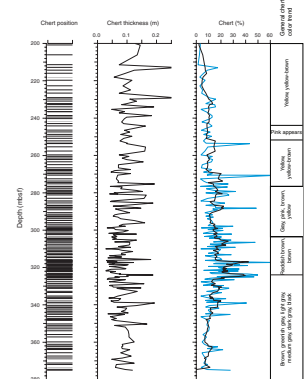 Chert position
Chert thickness (m)
Chert (%)
General chert
color trend
0.0
0.1
0.2
0
10
20
30
40
50
60
200
220
240
260
280
300
320
340
360
Depth (mbsf)
Yellow, yellow-brown
Pink appears
Yellow,
yellow-brown
Gray, pink, brown,
yellow
Reddish brown,
brown
Brown, greenish gray, light gray,
medium gray, dark gray, black